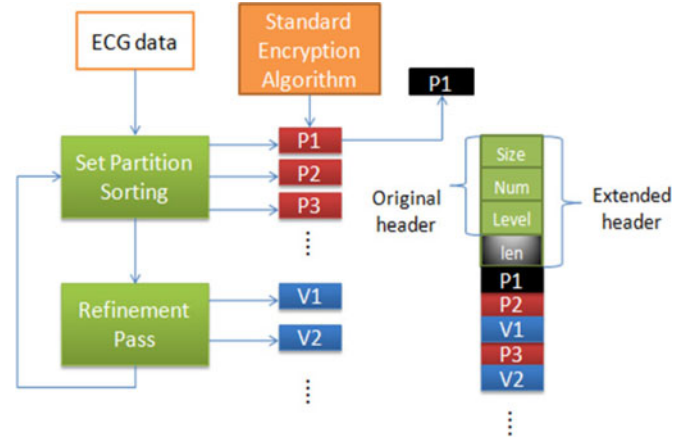 ECG data
Standard
Encryption
Algorithm
P1
Set Partition
Sorting
P1
P2
P3
Refinement
Pass
V1
V2
Original
header
Size
Num
Level
len
Extended
header
P1
P2
V1
P3
V2